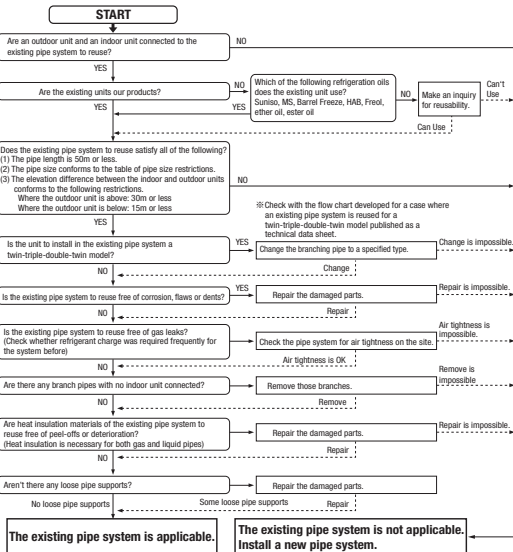 START
Are an outdoor unit and an indoor unit connected to the
existing pipe system to reuse?
NO
YES
Are the existing units our products?
NO
YES
Which of the following refrigeration oils
does the existing unit use?
Suniso, MS, Barrel Freeze, HAB, Freol,
ether oil, ester oil
NO
YES
Make an inquiry
for reusability.
Can't
Use
Can Use
Does the existing pipe system to reuse satisfy all of the following?
(1) The pipe length is 50m or less.
(2) The pipe size conforms to the table of pipe size restrictions.
(3) The elevation difference between the indoor and outdoor units
conforms to the following restrictions.
Where the outdoor unit is above: 30m or less
Where the outdoor unit is below: 15m or less
NO
YES
※Check with the flow chart developed for a case where
an existing pipe system is reused for a
twin-triple-double-twin model published as a
technical data sheet.
Is the unit to install in the existing pipe system a
twin-triple-double-twin model?
YES
Change the branching pipe to a specified type.
Change is impossible.
NO
Change
Is the existing pipe system to reuse free of corrosion, flaws or dents?
YES
Repair the damaged parts.
Repair is impossible.
NO
Repair
Is the existing pipe system to reuse free of gas leaks?
(Check whether refrigerant charge was required frequently for
the system before)
Check the pipe system for air tightness on the site.
Air tightness is
impossible.
NO
Air tightness is OK
Are there any branch pipes with no indoor unit connected?
Remove those branches.
Remove is
impossible
NO
Remove
Are heat insulation materials of the existing pipe system to
reuse free of peel-offs or deterioration?
(Heat insulation is necessary for both gas and liquid pipes)
Repair the damaged parts.
Repair is impossible.
NO
Repair
Aren't there any loose pipe supports?
Repair the damaged parts.
No loose pipe supports
Some loose pipe supports
Repair
The existing pipe system is applicable.
The existing pipe system is not applicable.
Install a new pipe system.